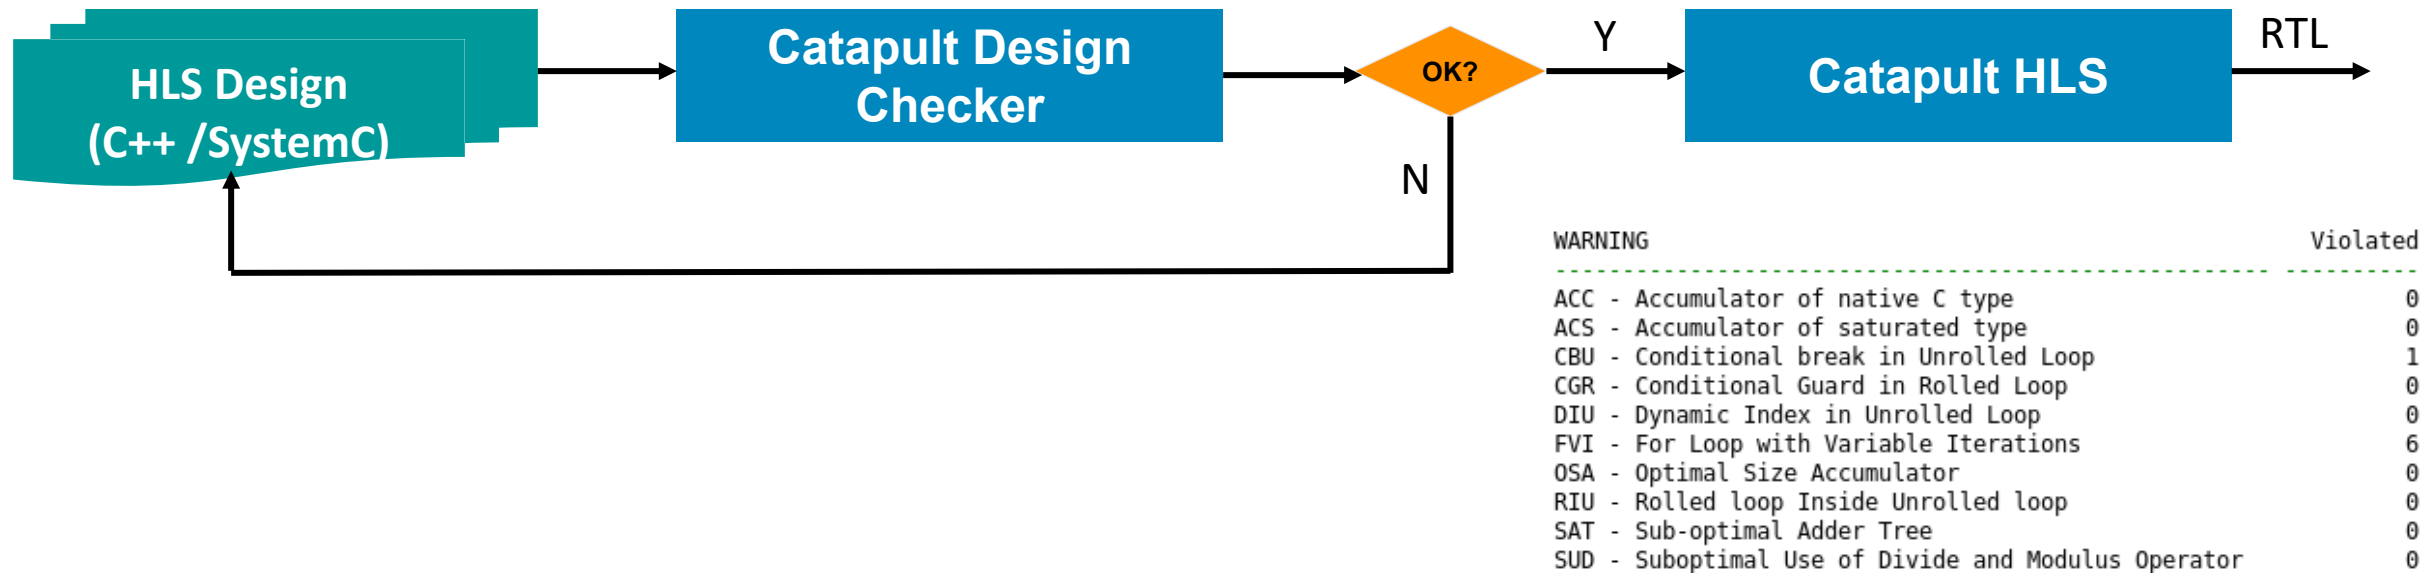 HLS Design
(C++ /SystemC)
Catapult Design
Checker
OK?
Y
N
Catapult HLS
RTL
WARNING Violated
---------------------------------------------------- ----------
ACC - Accumulator of native C type 0
ACS - Accumulator of saturated type 0
CBU - Conditional break in Unrolled Loop 1
CGR - Conditional Guard in Rolled Loop 0
DIU - Dynamic Index in Unrolled Loop 0
FVI - For Loop with Variable Iterations 6
OSA - Optimal Size Accumulator 0
RIU - Rolled loop Inside Unrolled loop 0
SAT - Sub-optimal Adder Tree 0
SUD - Suboptimal Use of Divide and Modulus Operator 0